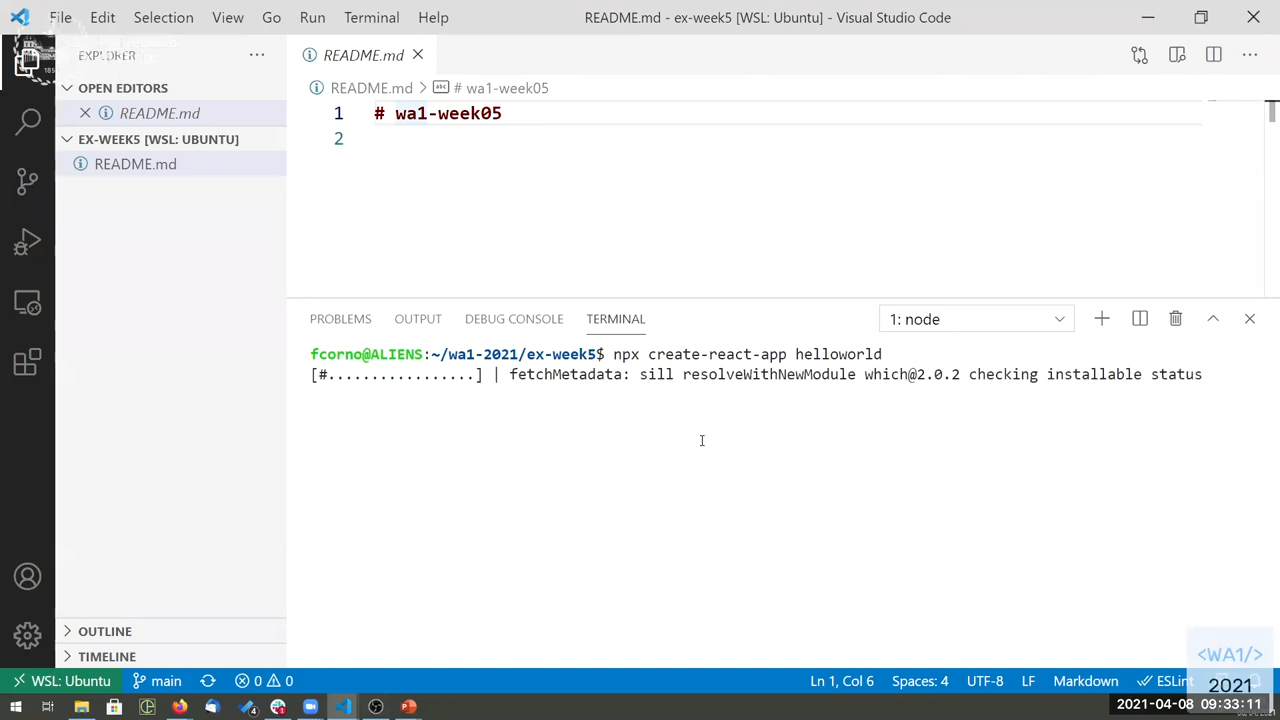 File Edit Selection View Go Run Terminal Help
README.md - ex-week5 [WSL: Ubuntu] - Visual Studio Code
EXPLORER
OPEN EDITORS
README.md
EX-WEEK5 [WSL: UBUNTU]
README.md
OUTLINE
TIMELINE
README.md
README.md > # wa1-week05
1 # wa1-week05
2
PROBLEMS OUTPUT DEBUG CONSOLE TERMINAL
1: node
fcorno@ALIENS:~/wa1-2021/ex-week5$ npx create-react-app helloworld
[#.................] | fetchMetadata: sill resolveWithNewModule which@2.0.2 checking installable status
WSL: Ubuntu main 0 0 Ln 1, Col 6 Spaces: 4 UTF-8 LF Markdown ESLint
<WA1/>
2021
2021-04-08 09:33:11